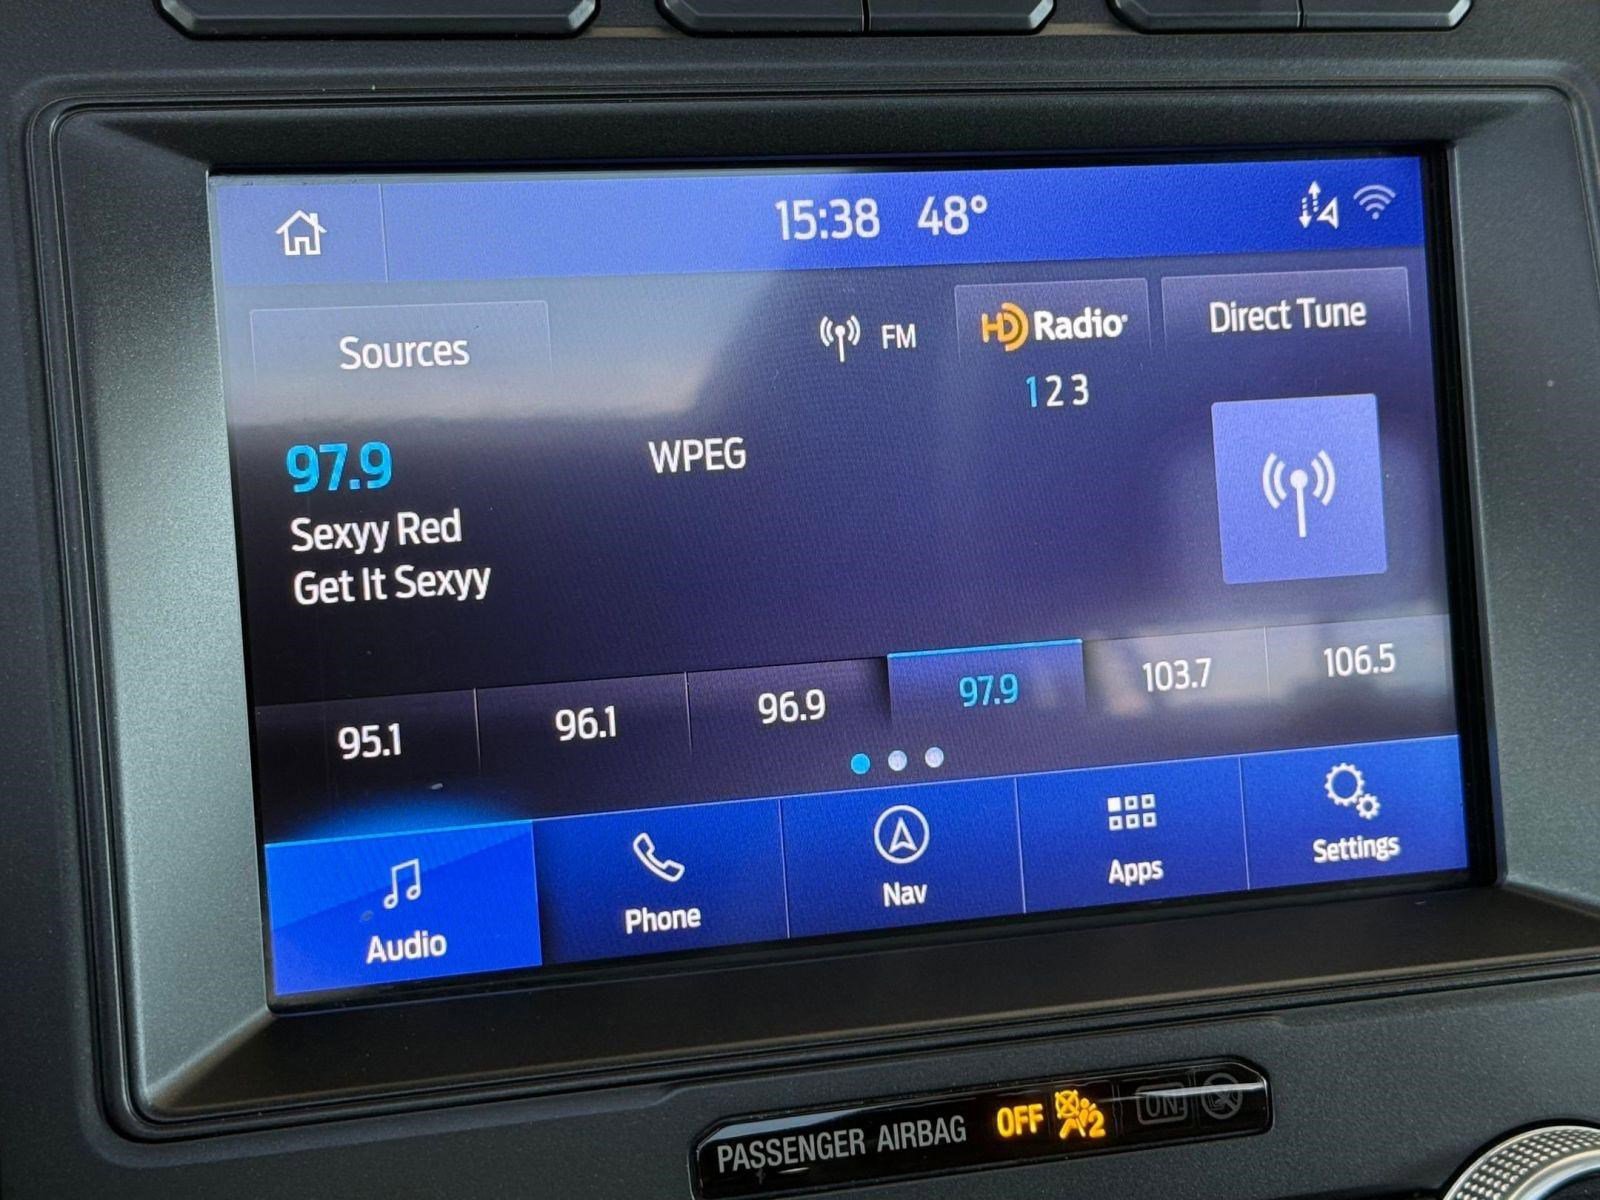 15:38 48°
Sources
FM
HD Radio
Direct Tune
1 2 3
97.9
WPEG
Sexyy Red
Get It Sexyy
95.1 96.1 96.9 97.9 103.7 106.5
Audio
Phone
Nav
Apps
Settings
PASSENGER AIRBAG OFF 2 ON